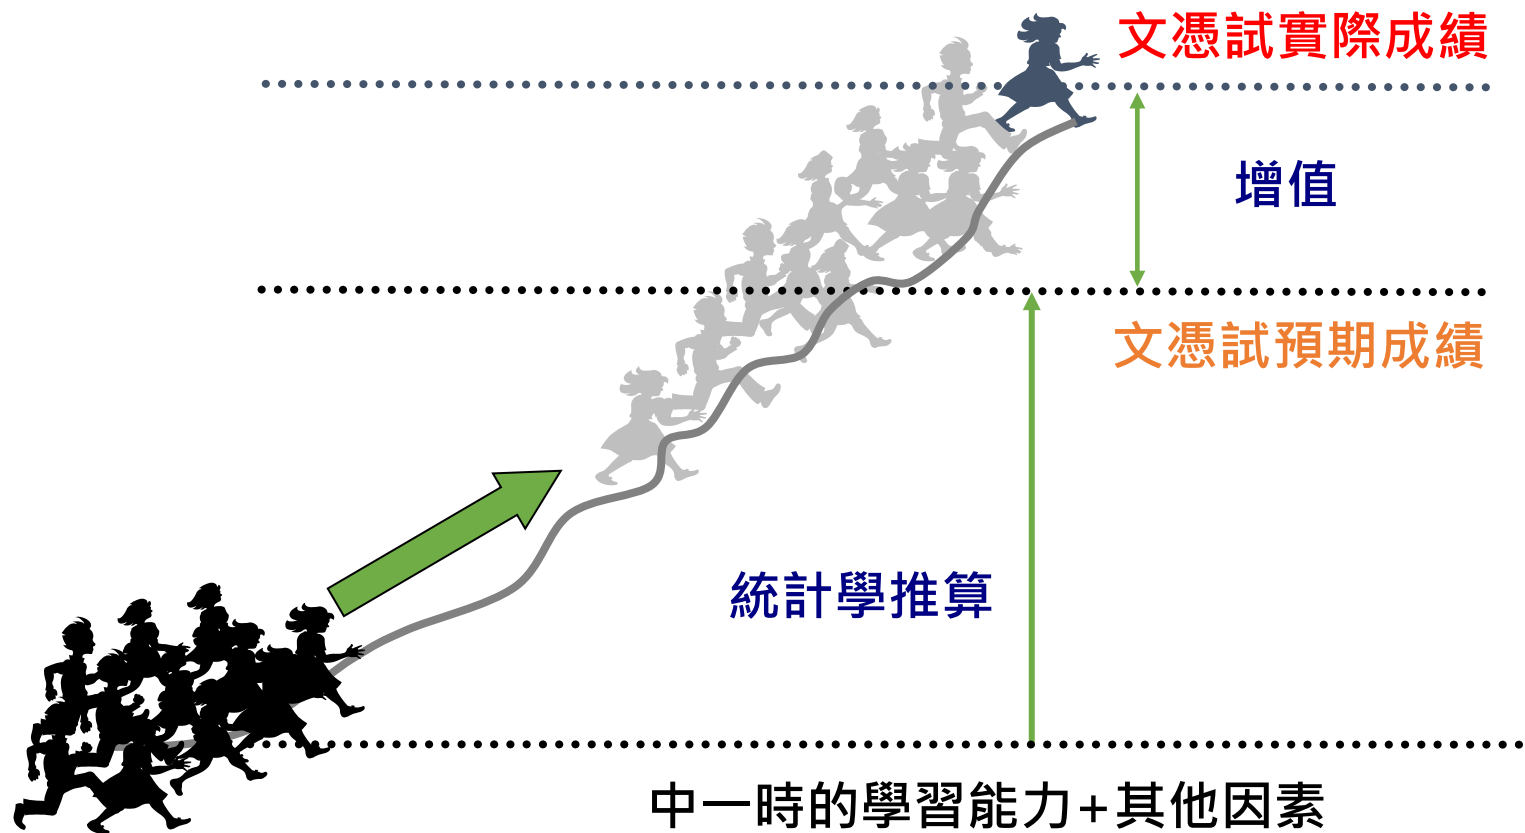 文憑試實際成績
增值
文憑試預期成績
統計學推算
中一時的學習能力+其他因素